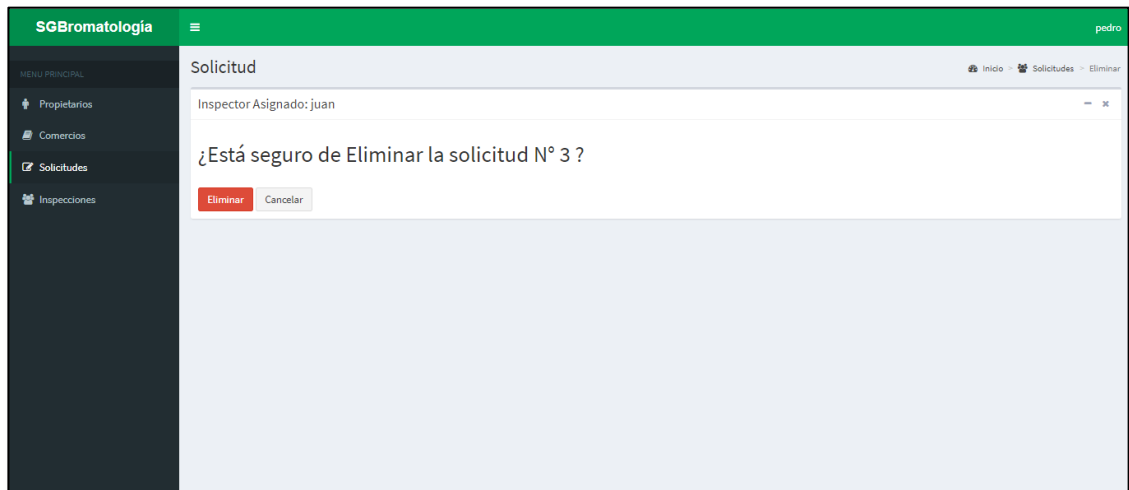 SGBromatología
pedro
MENU PRINCIPAL
Propietarios
Comercios
Solicitudes
Inspecciones
Solicitud
Inicio > Solicitudes > Eliminar
Inspector Asignado: juan
¿Está seguro de Eliminar la solicitud N° 3 ?
Eliminar Cancelar